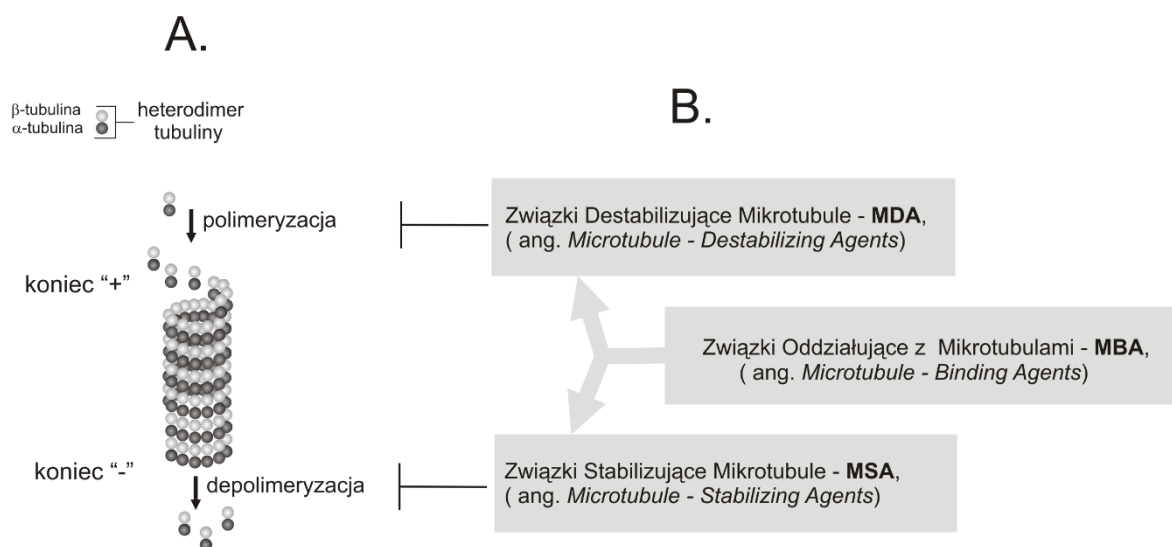 A.
β-tubulina
α-tubulina
heterodimer
tubuliny
polimeryzacja
koniec “+”
koniec “-”
depolimeryzacja
B.
Związki Destabilizujące Mikrotubule - MDA,
( ang. Microtubule - Destabilizing Agents)
Związki Oddziałujące z Mikrotubulami - MBA,
( ang. Microtubule - Binding Agents)
Związki Stabilizujące Mikrotubule - MSA,
( ang. Microtubule - Stabilizing Agents)